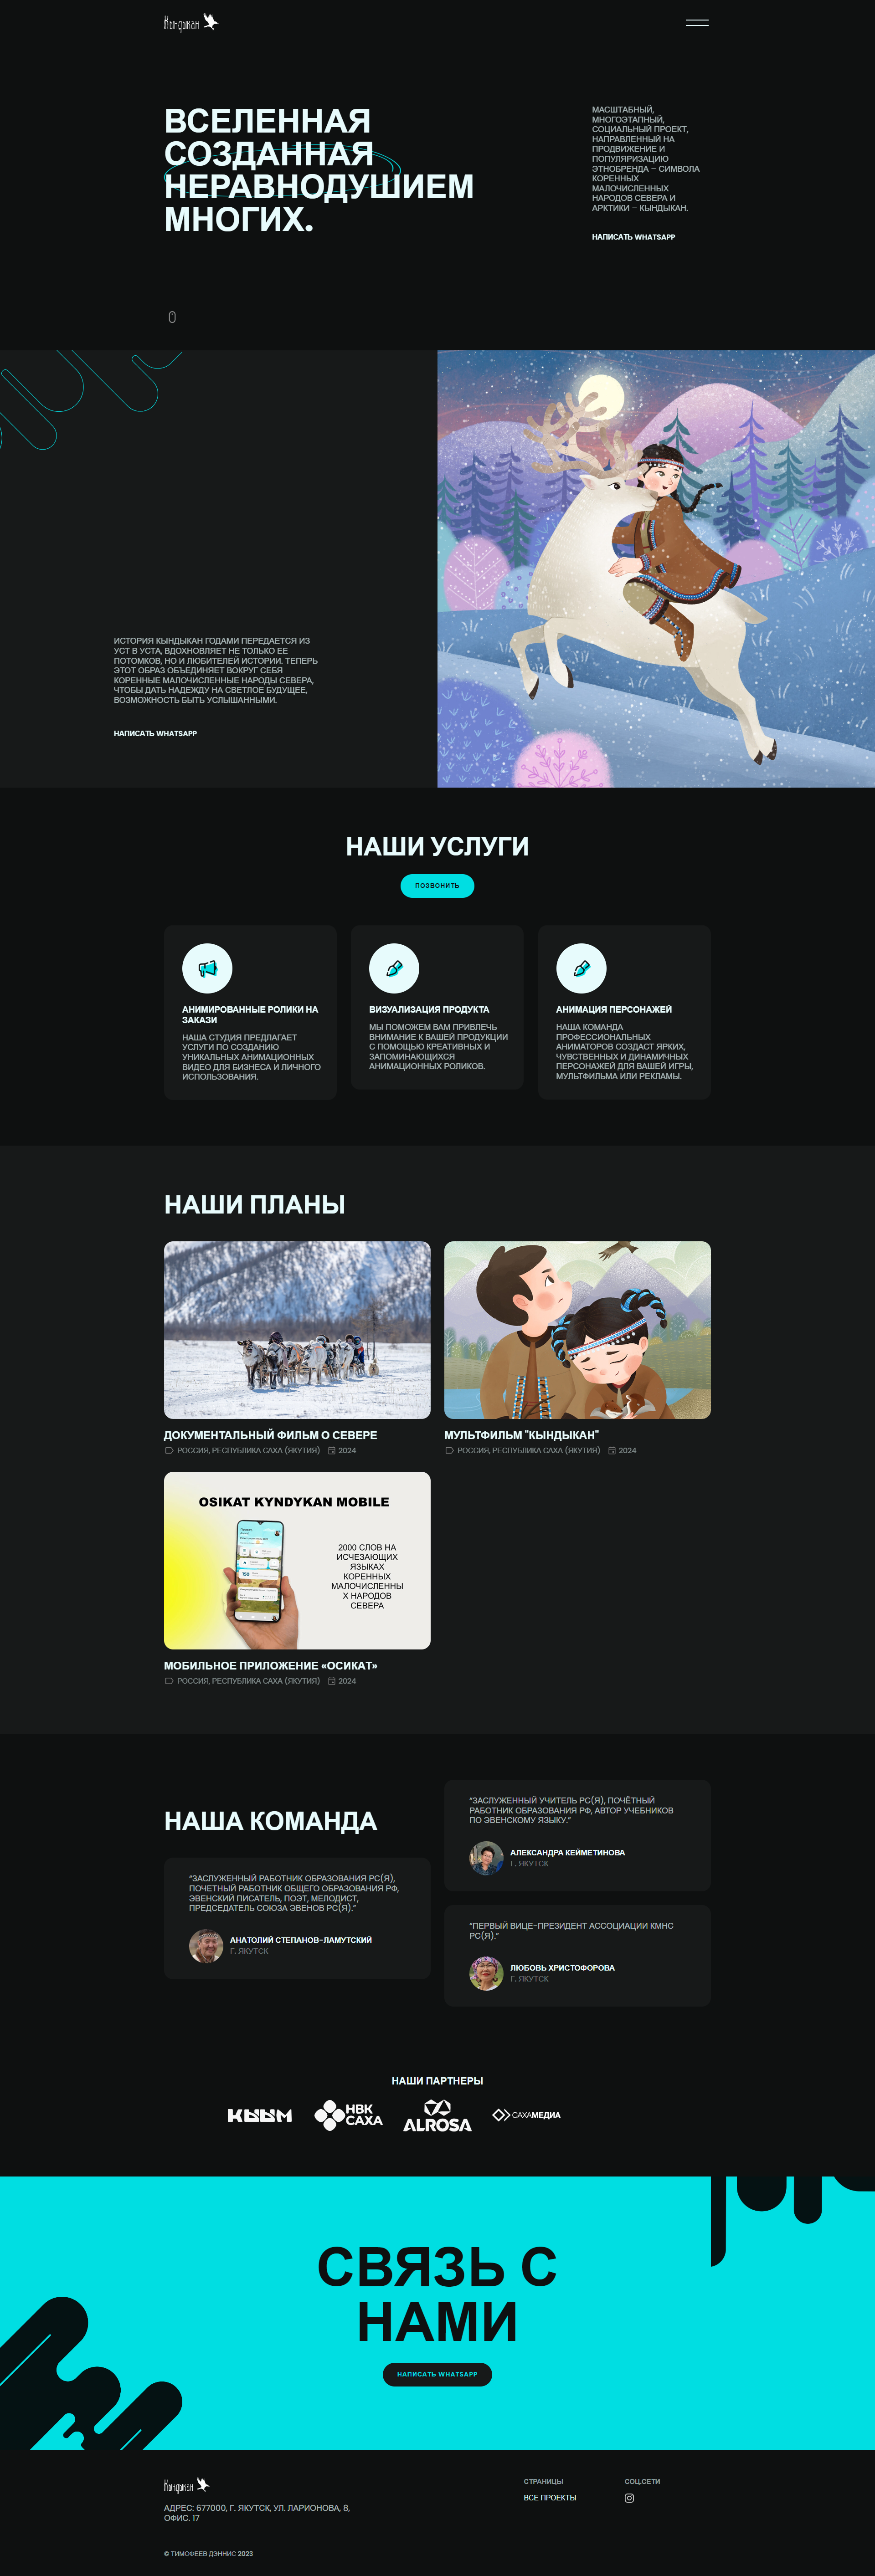 Кындыкан
ВСЕЛЕННАЯ
СОЗДАННАЯ
НЕРАВНОДУШИЕМ
МНОГИХ.
МАСШТАБНЫЙ,
МНОГОЭТАПНЫЙ,
СОЦИАЛЬНЫЙ ПРОЕКТ,
НАПРАВЛЕННЫЙ НА
ПРОДВИЖЕНИЕ И
ПОПУЛЯРИЗАЦИЮ
ЭТНОБРЕНДА – СИМВОЛА
КОРЕННЫХ
МАЛОЧИСЛЕННЫХ
НАРОДОВ СЕВЕРА И
АРКТИКИ – КЫНДЫКАН.
НАПИСАТЬ WHATSAPP
ИСТОРИЯ КЫНДЫКАН ГОДАМИ ПЕРЕДАЕТСЯ ИЗ
УСТ В УСТА, ВДОХНОВЛЯЕТ НЕ ТОЛЬКО ЕЕ
ПОТОМКОВ, НО И ЛЮБИТЕЛЕЙ ИСТОРИИ. ТЕПЕРЬ
ЭТОТ ОБРАЗ ОБЪЕДИНЯЕТ ВОКРУГ СЕБЯ
КОРЕННЫЕ МАЛОЧИСЛЕННЫЕ НАРОДЫ СЕВЕРА,
ЧТОБЫ ДАТЬ НАДЕЖДУ НА СВЕТЛОЕ БУДУЩЕЕ,
ВОЗМОЖНОСТЬ БЫТЬ УСЛЫШАННЫМИ.
НАПИСАТЬ WHATSAPP
НАШИ УСЛУГИ
ПОЗВОНИТЬ
АНИМИРОВАННЫЕ РОЛИКИ НА
ЗАКАЗИ
НАША СТУДИЯ ПРЕДЛАГАЕТ
УСЛУГИ ПО СОЗДАНИЮ
УНИКАЛЬНЫХ АНИМАЦИОННЫХ
ВИДЕО ДЛЯ БИЗНЕСА И ЛИЧНОГО
ИСПОЛЬЗОВАНИЯ.
ВИЗУАЛИЗАЦИЯ ПРОДУКТА
МЫ ПОМОЖЕМ ВАМ ПРИВЛЕЧЬ
ВНИМАНИЕ К ВАШЕЙ ПРОДУКЦИИ
С ПОМОЩЬЮ КРЕАТИВНЫХ И
ЗАПОМИНАЮЩИХСЯ
АНИМАЦИОННЫХ РОЛИКОВ.
АНИМАЦИЯ ПЕРСОНАЖЕЙ
НАША КОМАНДА
ПРОФЕССИОНАЛЬНЫХ
АНИМАТОРОВ СОЗДАСТ ЯРКИХ,
ЧУВСТВЕННЫХ И ДИНАМИЧНЫХ
ПЕРСОНАЖЕЙ ДЛЯ ВАШЕЙ ИГРЫ,
МУЛЬТФИЛЬМА ИЛИ РЕКЛАМЫ.
НАШИ ПЛАНЫ
ДОКУМЕНТАЛЬНЫЙ ФИЛЬМ О СЕВЕРЕ
РОССИЯ, РЕСПУБЛИКА САХА (ЯКУТИЯ) 2024
МУЛЬТФИЛЬМ "КЫНДЫКАН"
РОССИЯ, РЕСПУБЛИКА САХА (ЯКУТИЯ) 2024
OSIKAT KYNDYKAN MOBILE
2000 СЛОВ НА
ИСЧЕЗАЮЩИХ
ЯЗЫКАХ
КОРЕННЫХ
МАЛОЧИСЛЕННЫ
Х НАРОДОВ
СЕВЕРА
МОБИЛЬНОЕ ПРИЛОЖЕНИЕ «ОСИКАТ»
РОССИЯ, РЕСПУБЛИКА САХА (ЯКУТИЯ) 2024
НАША КОМАНДА
“ЗАСЛУЖЕННЫЙ РАБОТНИК ОБРАЗОВАНИЯ РС(Я),
ПОЧЕТНЫЙ РАБОТНИК ОБЩЕГО ОБРАЗОВАНИЯ РФ,
ЭВЕНСКИЙ ПИСАТЕЛЬ, ПОЭТ, МЕЛОДИСТ,
ПРЕДСЕДАТЕЛЬ СОЮЗА ЭВЕНОВ РС(Я).”
АНАТОЛИЙ СТЕПАНОВ-ЛАМУТСКИЙ
Г. ЯКУТСК
“ЗАСЛУЖЕННЫЙ УЧИТЕЛЬ РС(Я), ПОЧЁТНЫЙ
РАБОТНИК ОБРАЗОВАНИЯ РФ, АВТОР УЧЕБНИКОВ
ПО ЭВЕНСКОМУ ЯЗЫКУ.”
АЛЕКСАНДРА КЕЙМЕТИНОВА
Г. ЯКУТСК
“ПЕРВЫЙ ВИЦЕ-ПРЕЗИДЕНТ АССОЦИАЦИИ КМНС
РС(Я).”
ЛЮБОВЬ ХРИСТОФОРОВА
Г. ЯКУТСК
НАШИ ПАРТНЕРЫ
КЫЫМ
НВК
САХА
ALROSA
САХАМЕДИА
СВЯЗЬ С
НАМИ
НАПИСАТЬ WHATSAPP
Кындыкан
АДРЕС: 677000, Г. ЯКУТСК, УЛ. ЛАРИОНОВА, 8,
ОФИС. 17
СТРАНИЦЫ
ВСЕ ПРОЕКТЫ
СОЦ.СЕТИ
© ТИМОФЕЕВ ДЭННИС 2023